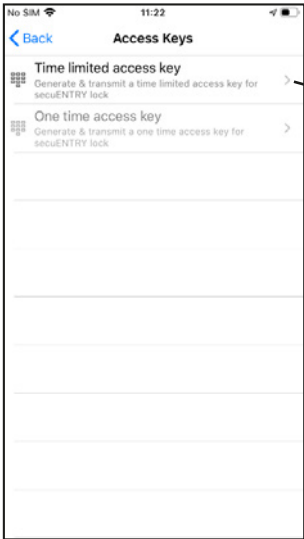 No SIM 11:22
Back Access Keys
Time limited access key
Generate & transmit a time limited access key for
secuENTRY lock
One time access key
Generate & transmit a one time access key for
secuENTRY lock